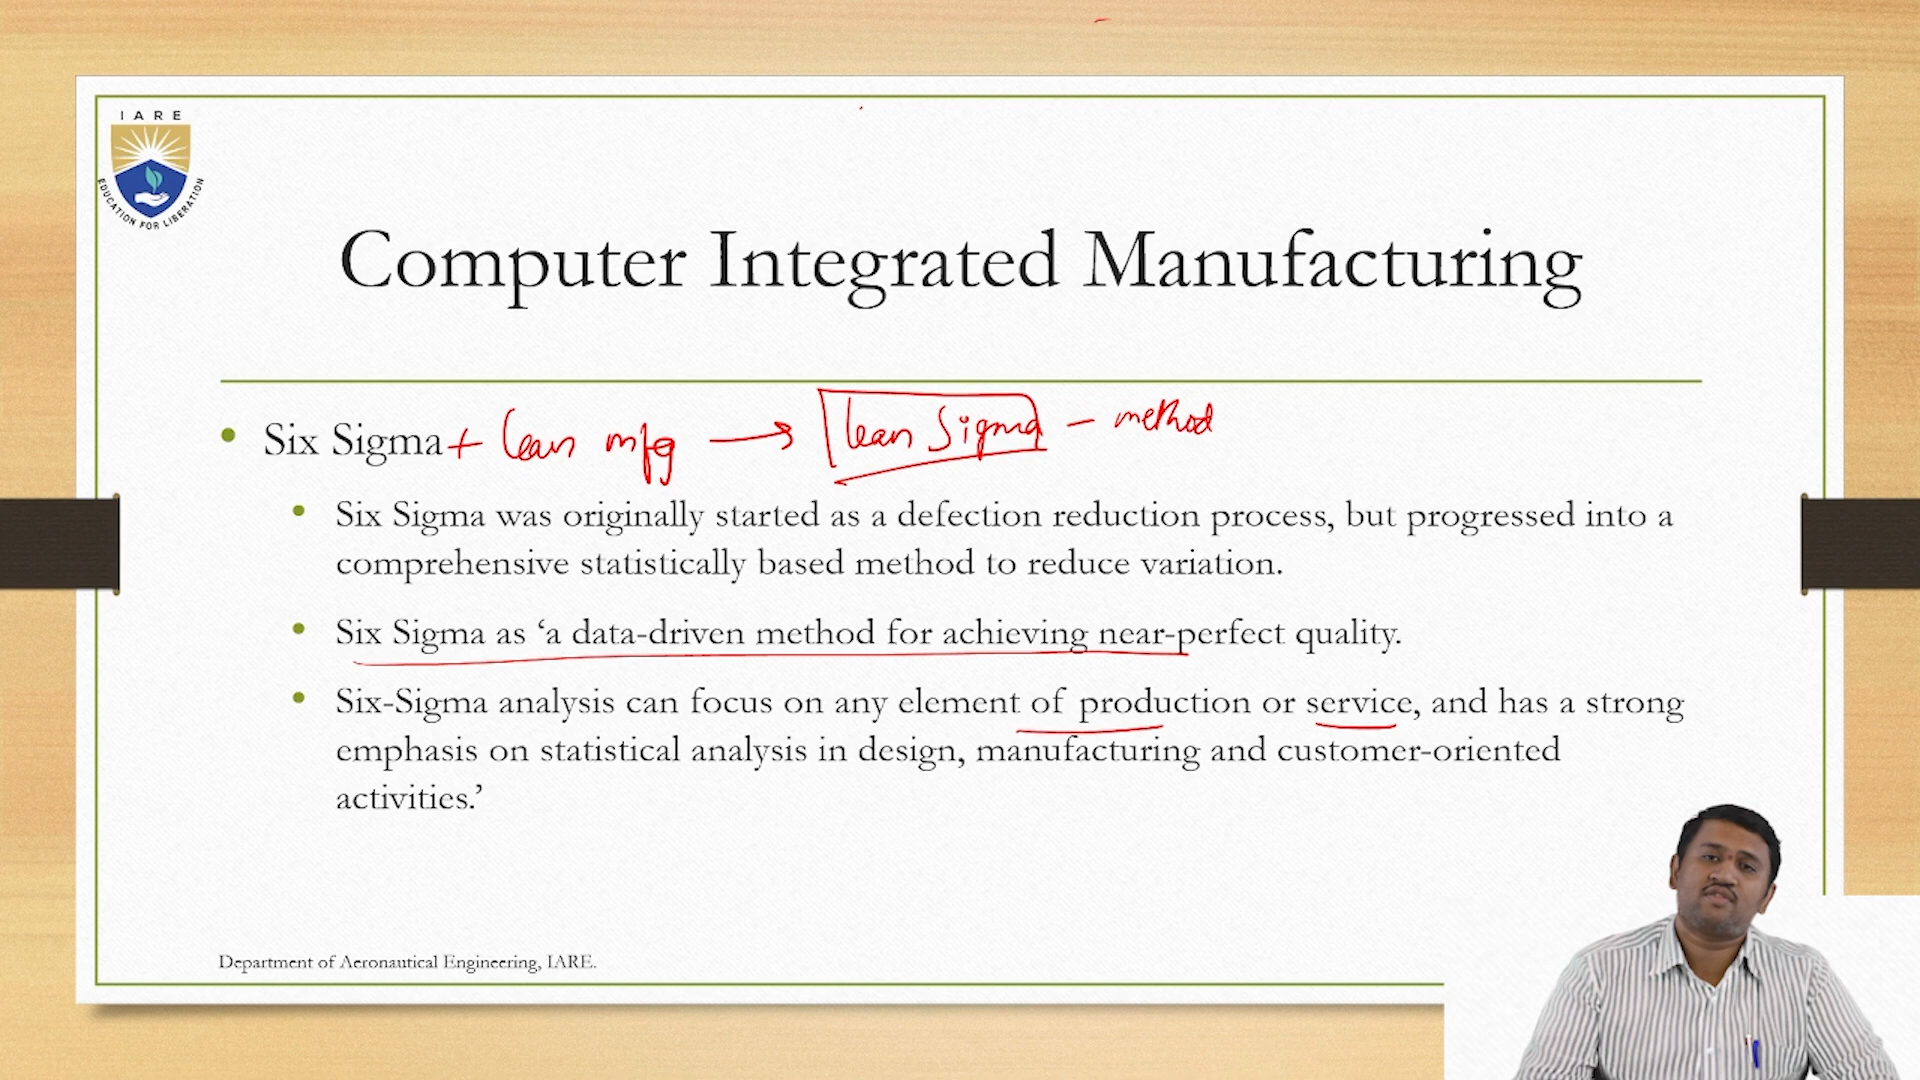 IARE
EDUCATION FOR LIBERATION
Computer Integrated Manufacturing
• Six Sigma + lean mfg → lean Sigma - method
• Six Sigma was originally started as a defection reduction process, but progressed into a
comprehensive statistically based method to reduce variation.
• Six Sigma as ‘a data-driven method for achieving near-perfect quality.
• Six-Sigma analysis can focus on any element of production or service, and has a strong
emphasis on statistical analysis in design, manufacturing and customer-oriented
activities.’
Department of Aeronautical Engineering, IARE.